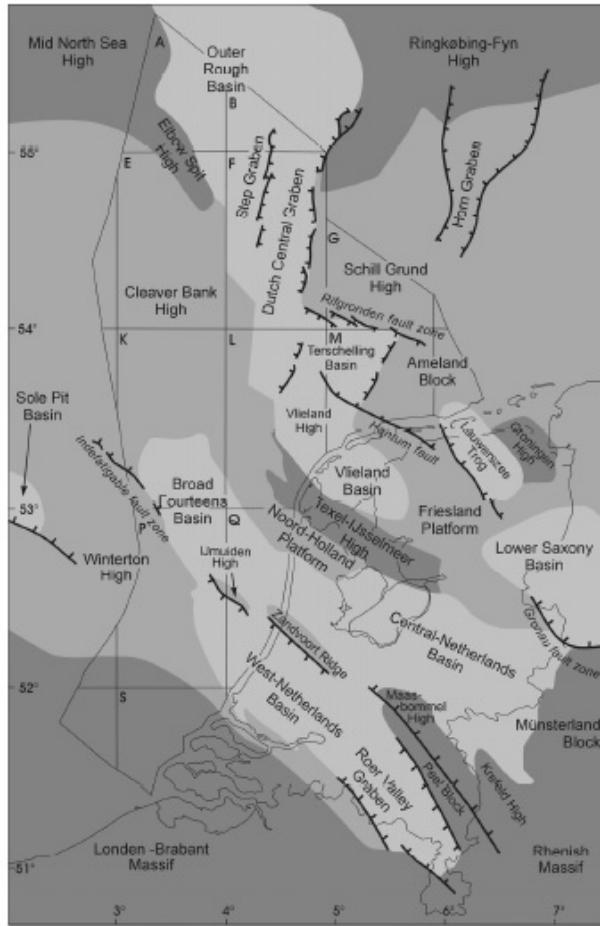 Mid North Sea
High
A
Outer
Rough
Basin
B
Ringkøbing-Fyn
High
55°
E
Elbow Spit
High
F
Step Graben
Dutch Central Graben
Horn Graben
G
Schill Grund
High
Cleaver Bank
High
Rifgronden fault zone
54°
K
L
M
Terschelling
Basin
Ameland
Block
Sole Pit
Basin
Vlieland
High
Hantum fault
Lauwerszee
Trog
Groningen
High
Indefatigable fault zone
Broad
Fourteens
Basin
Vlieland
Basin
53°
P
Q
Texel-IJsselmeer
High
Noord-Holland
Platform
Friesland
Platform
Winterton
High
IJmuiden
High
Lower Saxony
Basin
Zandvoort Ridge
Central-Netherlands
Basin
Gronau fault zone
52°
S
West-Netherlands
Basin
Maas-
bommel
High
Münsterland
Block
Roer Valley
Graben
Peel Block
Krefeld High
Londen -Brabant
Massif
Rhenish
Massif
51°
3°
4°
5°
6°
7°